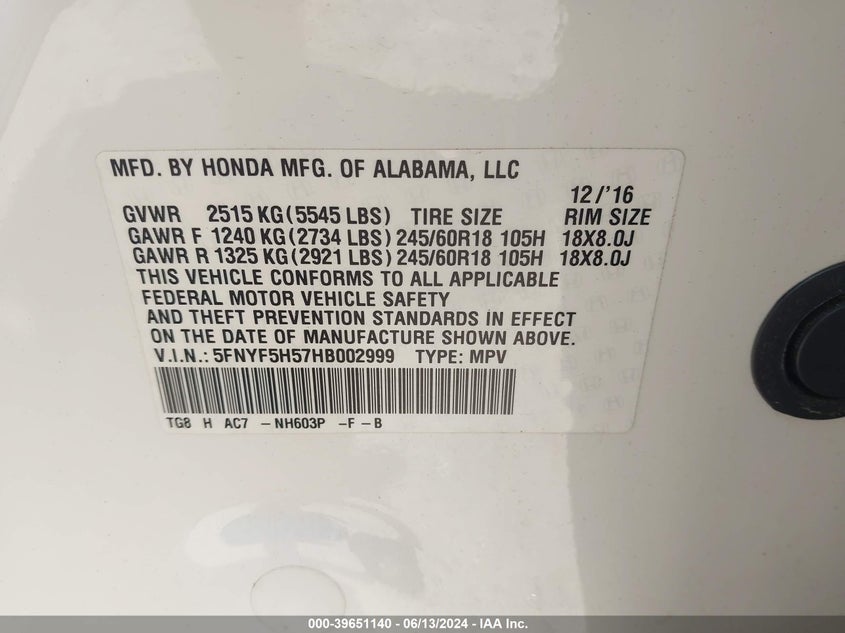 MFD. BY HONDA MFG. OF ALABAMA, LLC
12/'16
GVWR 2515 KG (5545 LBS) TIRE SIZE RIM SIZE
GAWR F 1240 KG (2734 LBS) 245/60R18 105H 18X8.0J
GAWR R 1325 KG (2921 LBS) 245/60R18 105H 18X8.0J
THIS VEHICLE CONFORMS TO ALL APPLICABLE
FEDERAL MOTOR VEHICLE SAFETY
AND THEFT PREVENTION STANDARDS IN EFFECT
ON THE DATE OF MANUFACTURE SHOWN ABOVE.
V.I.N.: 5FNYF5H57HB002999 TYPE: MPV
TG8 H AC7 -NH603P -F-B
000-39651140 - 06/13/2024 - IAA Inc.